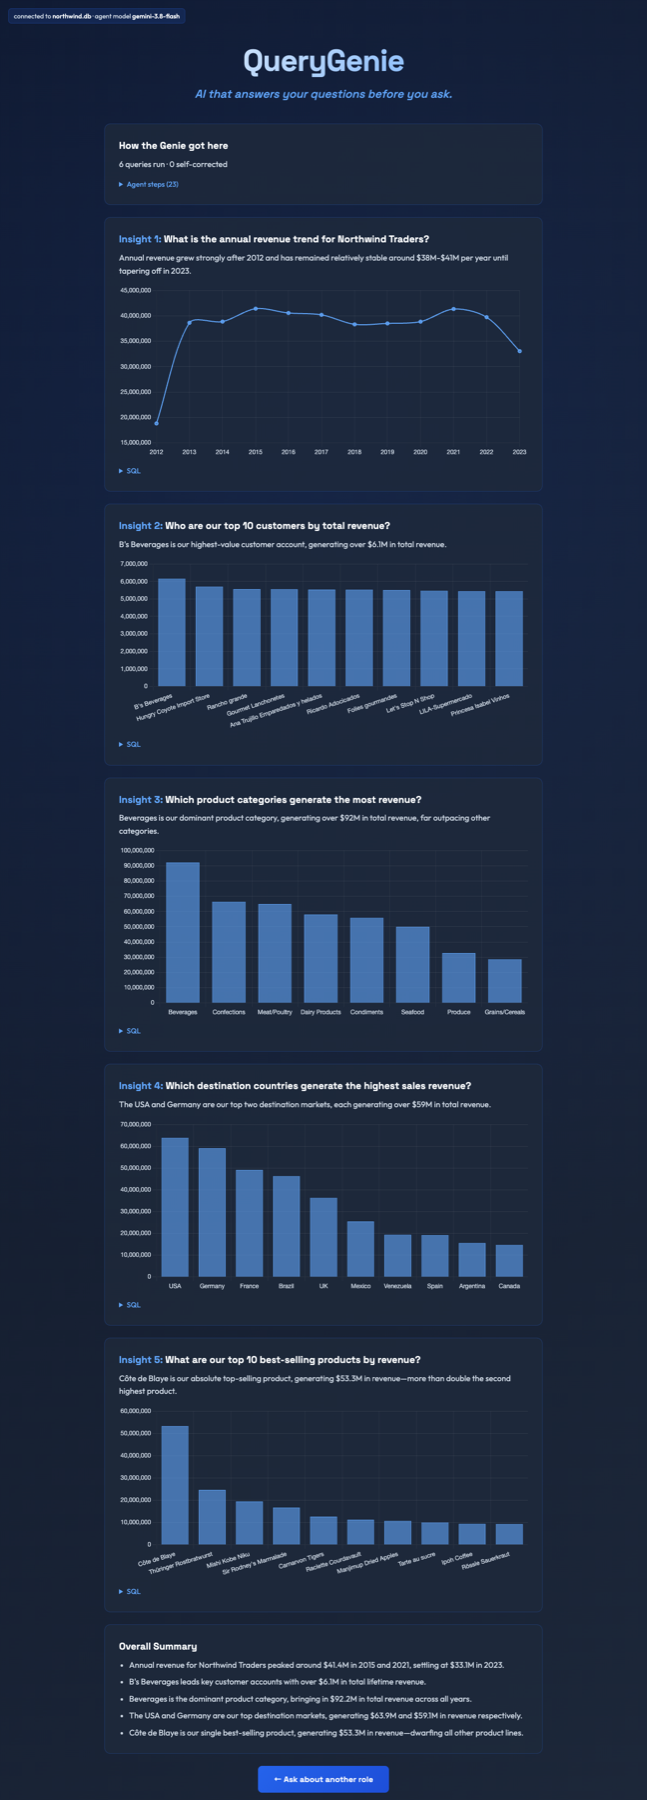 connected to northwind.db · agent model gemini-3.8-flash
QueryGenie
AI that answers your questions before you ask.
How the Genie got here
6 queries run · 0 self-corrected
▶ Agent steps (23)
Insight 1: What is the annual revenue trend for Northwind Traders?
Annual revenue grew strongly after 2012 and has remained relatively stable around $38M–$41M per year until
tapering off in 2023.
45,000,000
40,000,000
35,000,000
30,000,000
25,000,000
20,000,000
15,000,000
2012 2013 2014 2015 2016 2017 2018 2019 2020 2021 2022 2023
▶ SQL
Insight 2: Who are our top 10 customers by total revenue?
B's Beverages is our highest-value customer account, generating over $6.1M in total revenue.
7,000,000
6,000,000
5,000,000
4,000,000
3,000,000
2,000,000
1,000,000
0
B's Beverages
Hungry Coyote Import Store
Rancho grande
Gourmet Lanchonetes
Ana Trujillo Emparedados y helados
Ricardo Adocicados
Folies gourmandes
Let's Stop N Shop
LILA-Supermercado
Princesa Isabel Vinhos
▶ SQL
Insight 3: Which product categories generate the most revenue?
Beverages is our dominant product category, generating over $92M in total revenue, far outpacing other
categories.
100,000,000
90,000,000
80,000,000
70,000,000
60,000,000
50,000,000
40,000,000
30,000,000
20,000,000
10,000,000
0
Beverages Confections Meat/Poultry Dairy Products Condiments Seafood Produce Grains/Cereals
▶ SQL
Insight 4: Which destination countries generate the highest sales revenue?
The USA and Germany are our top two destination markets, each generating over $59M in total revenue.
70,000,000
60,000,000
50,000,000
40,000,000
30,000,000
20,000,000
10,000,000
0
USA Germany France Brazil UK Mexico Venezuela Spain Argentina Canada
▶ SQL
Insight 5: What are our top 10 best-selling products by revenue?
Côte de Blaye is our absolute top-selling product, generating $53.3M in revenue—more than double the second
highest product.
60,000,000
50,000,000
40,000,000
30,000,000
20,000,000
10,000,000
0
Côte de Blaye
Thüringer Rostbratwurst
Mishi Kobe Niku
Sir Rodney's Marmalade
Carnarvon Tigers
Raclette Courdavault
Manjimup Dried Apples
Tarte au sucre
Ipoh Coffee
Rössle Sauerkraut
▶ SQL
Overall Summary
• Annual revenue for Northwind Traders peaked around $41.4M in 2015 and 2021, settling at $33.1M in 2023.
• B's Beverages leads key customer accounts with over $6.1M in total lifetime revenue.
• Beverages is the dominant product category, bringing in $92.2M in total revenue across all years.
• The USA and Germany are our top destination markets, generating $63.9M and $59.1M in revenue respectively.
• Côte de Blaye is our single best-selling product, generating $53.3M in revenue—dwarfing all other product lines.
← Ask about another role